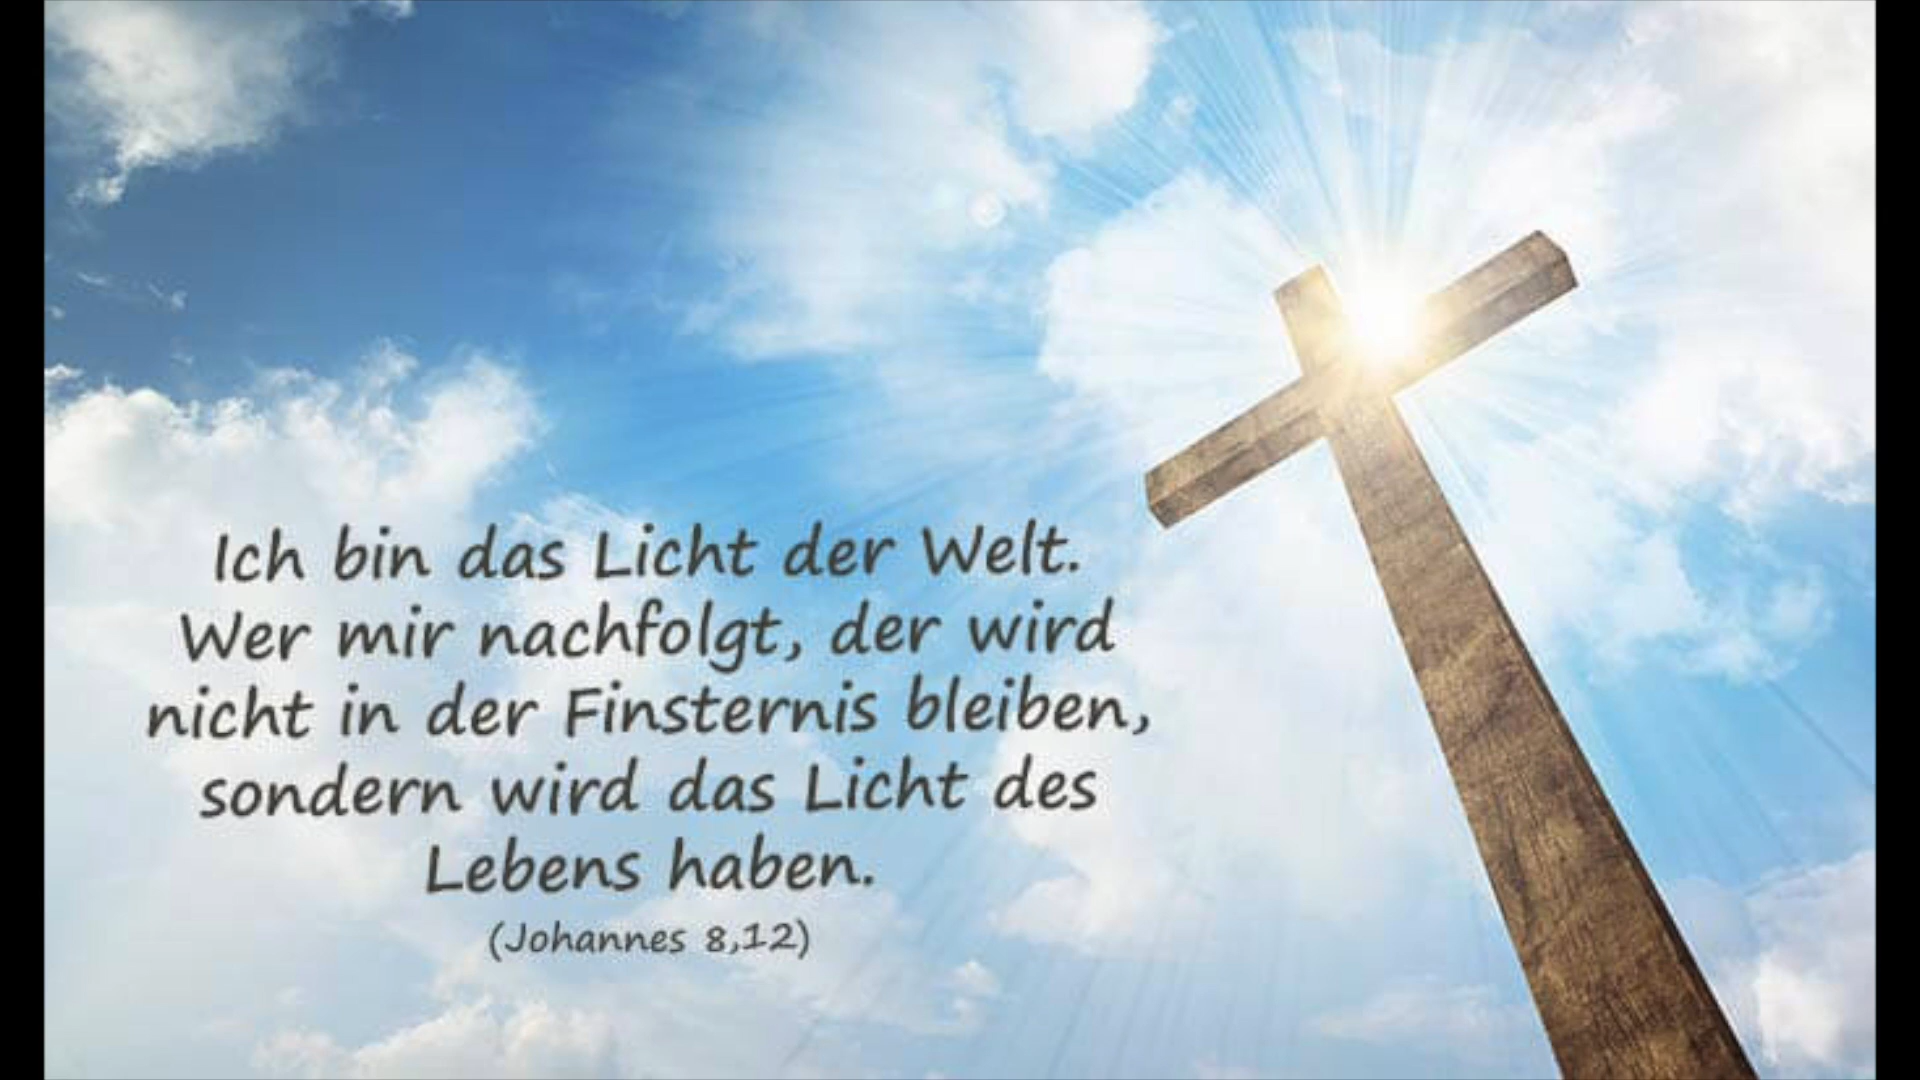 Ich bin das Licht der Welt.
Wer mir nachfolgt, der wird
nicht in der Finsternis bleiben,
sondern wird das Licht des
Lebens haben.
(Johannes 8,12)